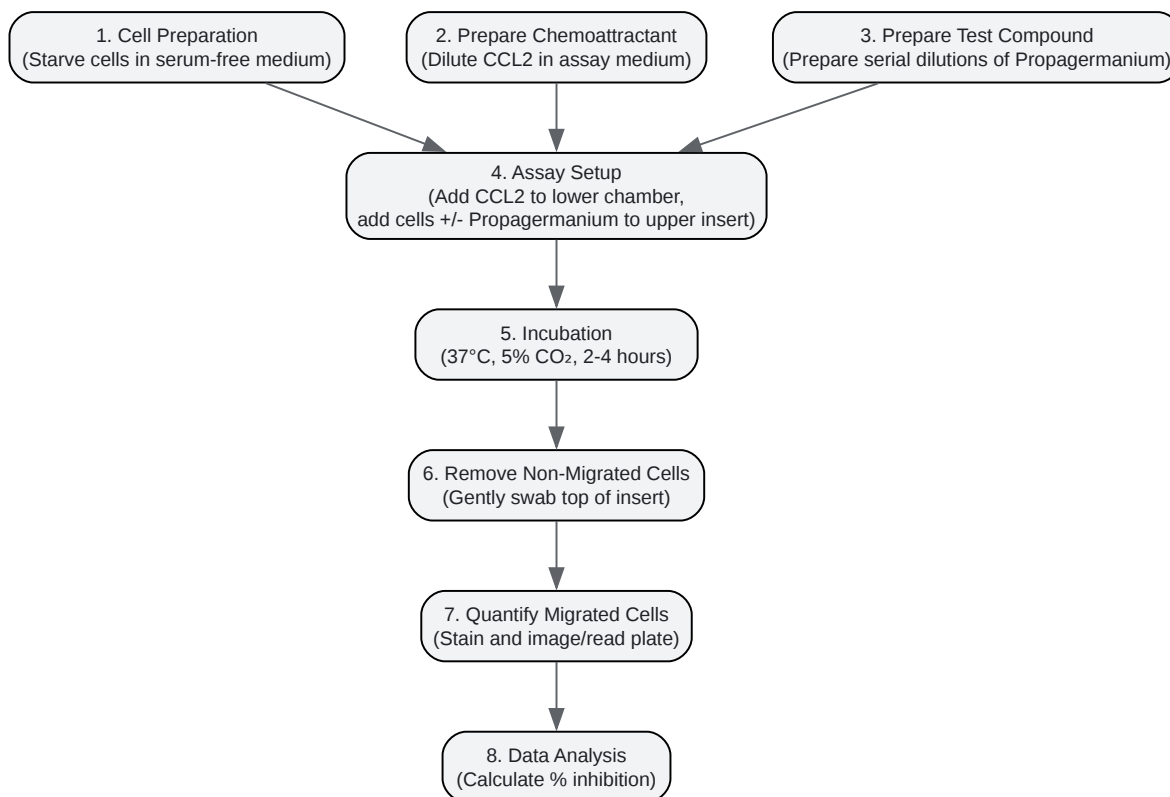 1. Cell Preparation
(Starve cells in serum-free medium)
2. Prepare Chemoattractant
(Dilute CCL2 in assay medium)
3. Prepare Test Compound
(Prepare serial dilutions of Propagermanium)
4. Assay Setup
(Add CCL2 to lower chamber,
add cells +/- Propagermanium to upper insert)
5. Incubation
(37°C, 5% CO₂, 2-4 hours)
6. Remove Non-Migrated Cells
(Gently swab top of insert)
7. Quantify Migrated Cells
(Stain and image/read plate)
8. Data Analysis
(Calculate % inhibition)